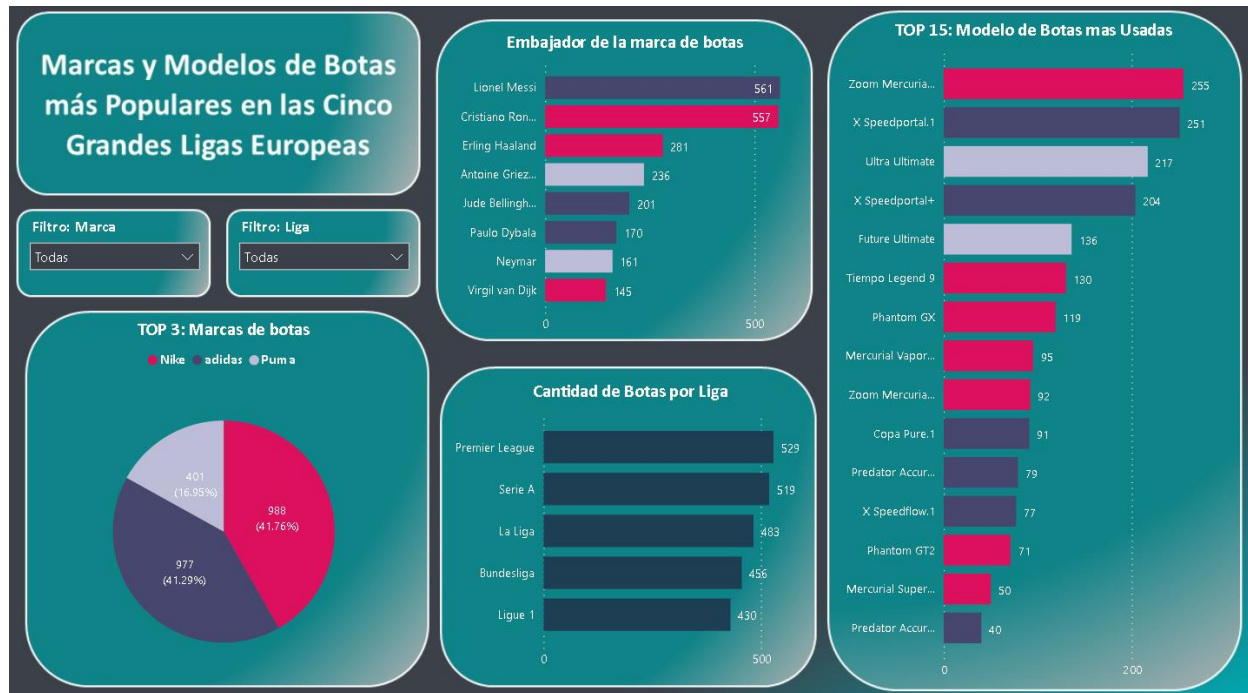 Marcas y Modelos de Botas
más Populares en las Cinco
Grandes Ligas Europeas
Filtro: Marca
Todas
Filtro: Liga
Todas
TOP 3: Marcas de botas
Nike adidas Puma
401
(16.95%)
988
(41.76%)
977
(41.29%)
Embajador de la marca de botas
Lionel Messi 561
Cristiano Ron... 557
Erling Haaland 281
Antoine Griez... 236
Jude Bellingh... 201
Paulo Dybala 170
Neymar 161
Virgil van Dijk 145
0 500
Cantidad de Botas por Liga
Premier League 529
Serie A 519
La Liga 483
Bundesliga 456
Ligue 1 430
0 500
TOP 15: Modelo de Botas mas Usadas
Zoom Mercuria... 255
X Speedportal.1 251
Ultra Ultimate 217
X Speedportal+ 204
Future Ultimate 136
Tiempo Legend 9 130
Phantom GX 119
Mercurial Vapor... 95
Zoom Mercuria... 92
Copa Pure.1 91
Predator Accur... 79
X Speedflow.1 77
Phantom GT2 71
Mercurial Super... 50
Predator Accur... 40
0 200